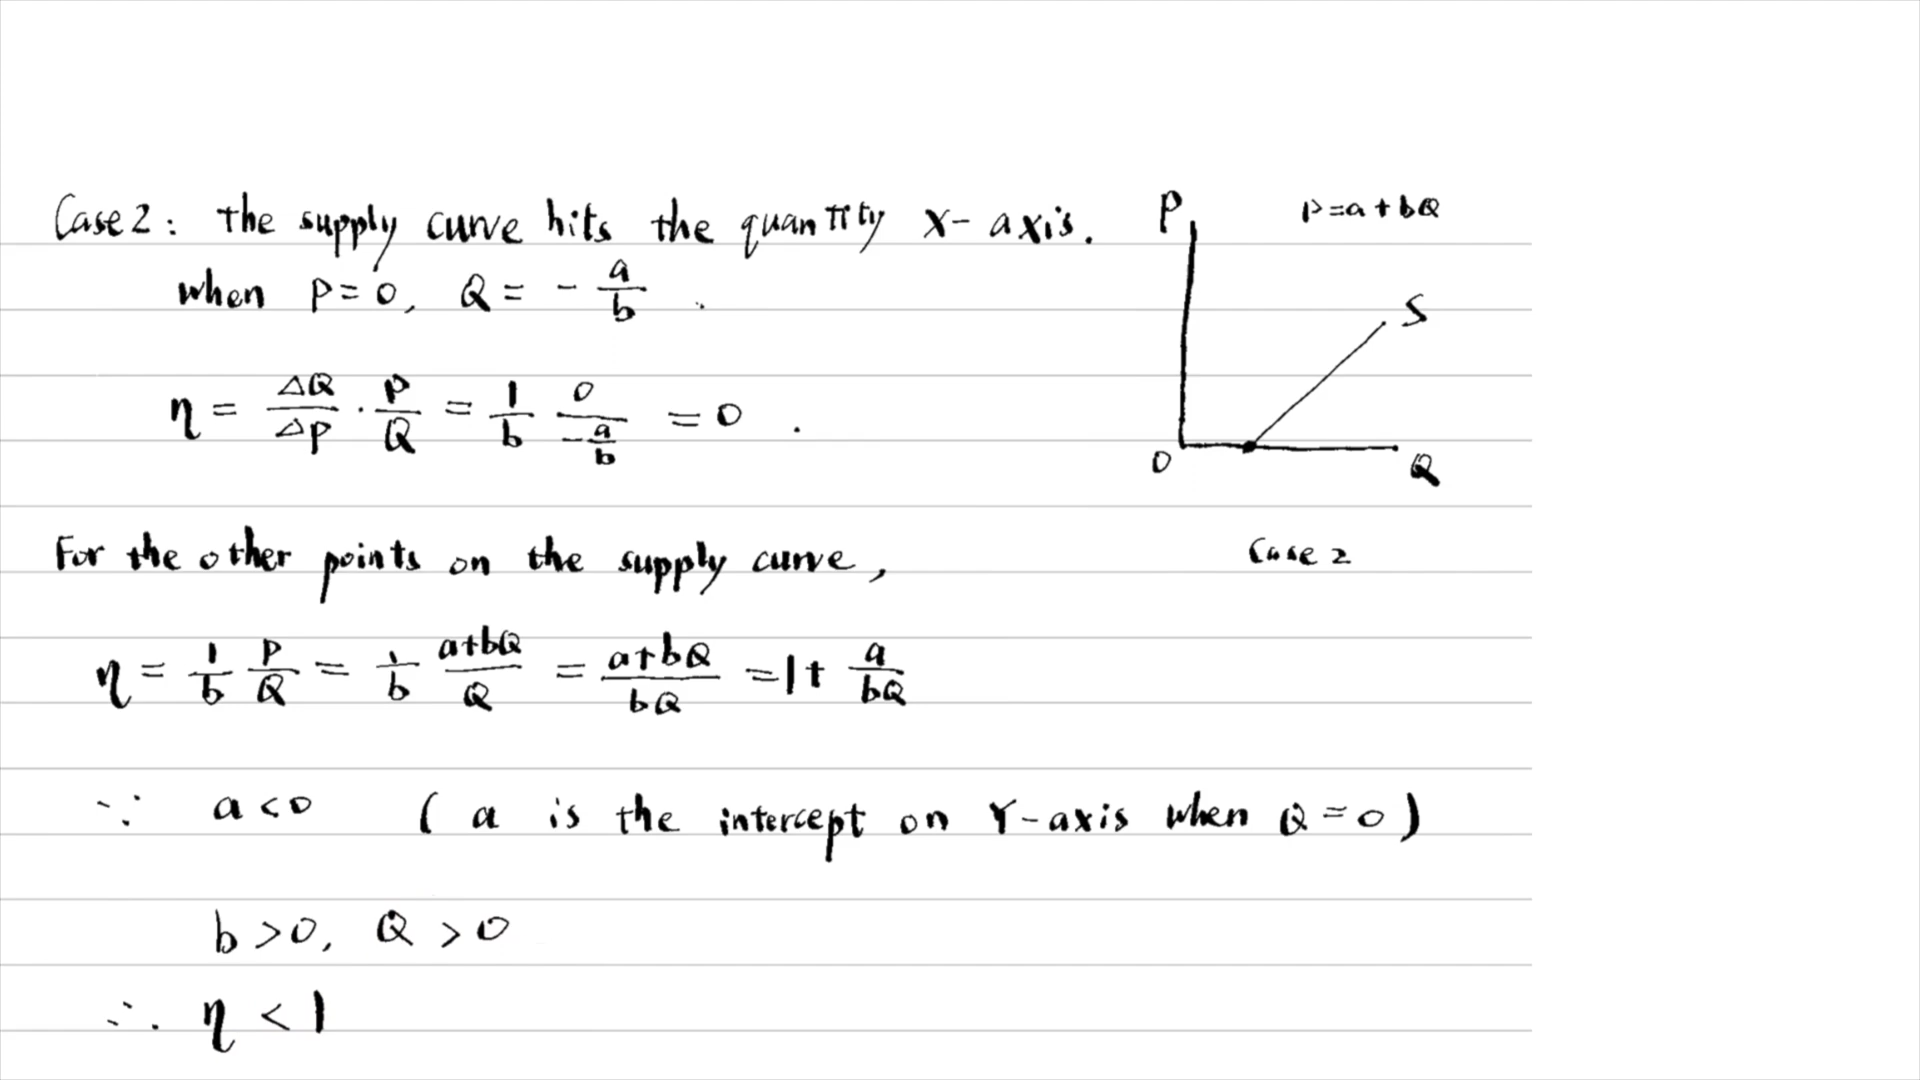 Case 2: the supply curve hits the quantity x-axis.
when P=0, Q = - a/b .
η = ΔQ/ΔP · P/Q = 1/b 0/(-a/b) = 0 .
For the other points on the supply curve,
η = 1/b P/Q = 1/b (a+bQ)/Q = (a+bQ)/bQ = 1 + a/bQ
∵ a<0 ( a is the intercept on Y-axis when Q=0)
b>0, Q>0
∴ η < 1
P
P=a+bQ
S
O
Q
Case 2